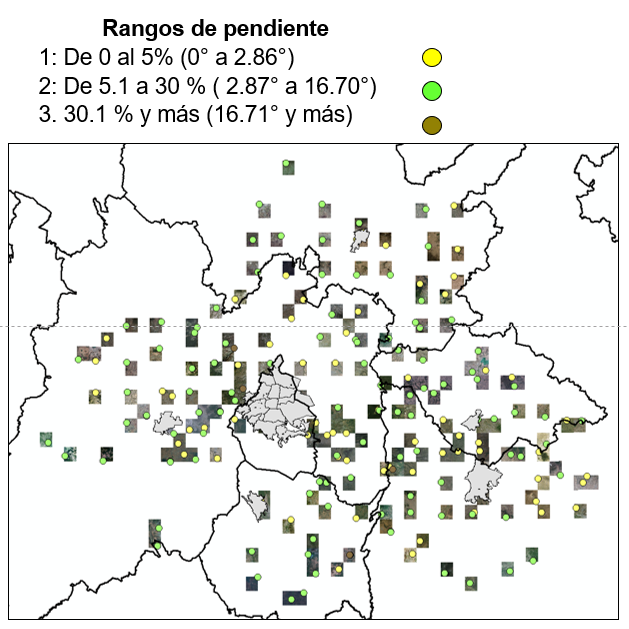 Rangos de pendiente
1: De 0 al 5% (0° a 2.86°)
2: De 5.1 a 30 % ( 2.87° a 16.70°)
3. 30.1 % y más (16.71° y más)